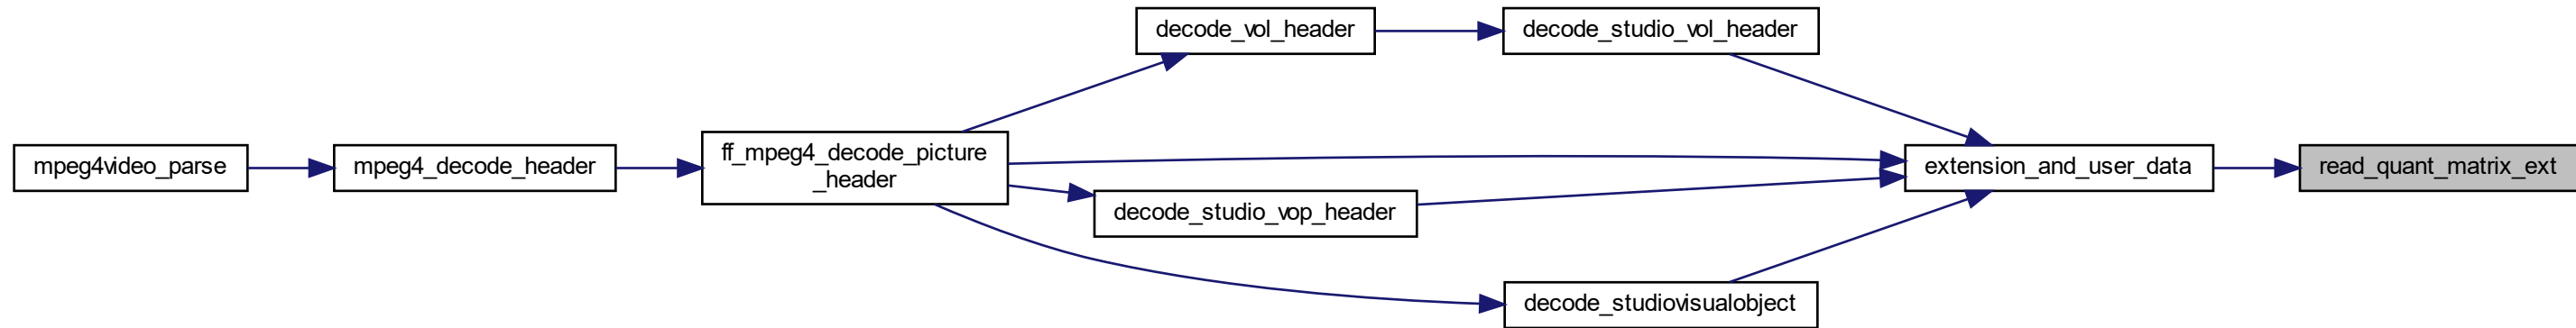 decode_vol_header
decode_studio_vol_header
mpeg4video_parse
mpeg4_decode_header
ff_mpeg4_decode_picture
_header
extension_and_user_data
read_quant_matrix_ext
decode_studio_vop_header
decode_studiovisualobject